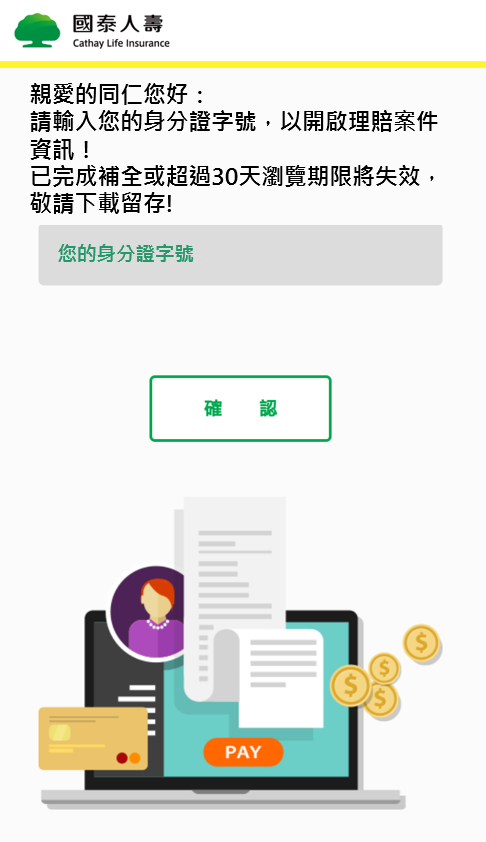 國泰人壽
Cathay Life Insurance
親愛的同仁您好：
請輸入您的身分證字號，以開啟理賠案件
資訊！
已完成補全或超過30天瀏覽期限將失效，
敬請下載留存!
您的身分證字號
確 認
PAY